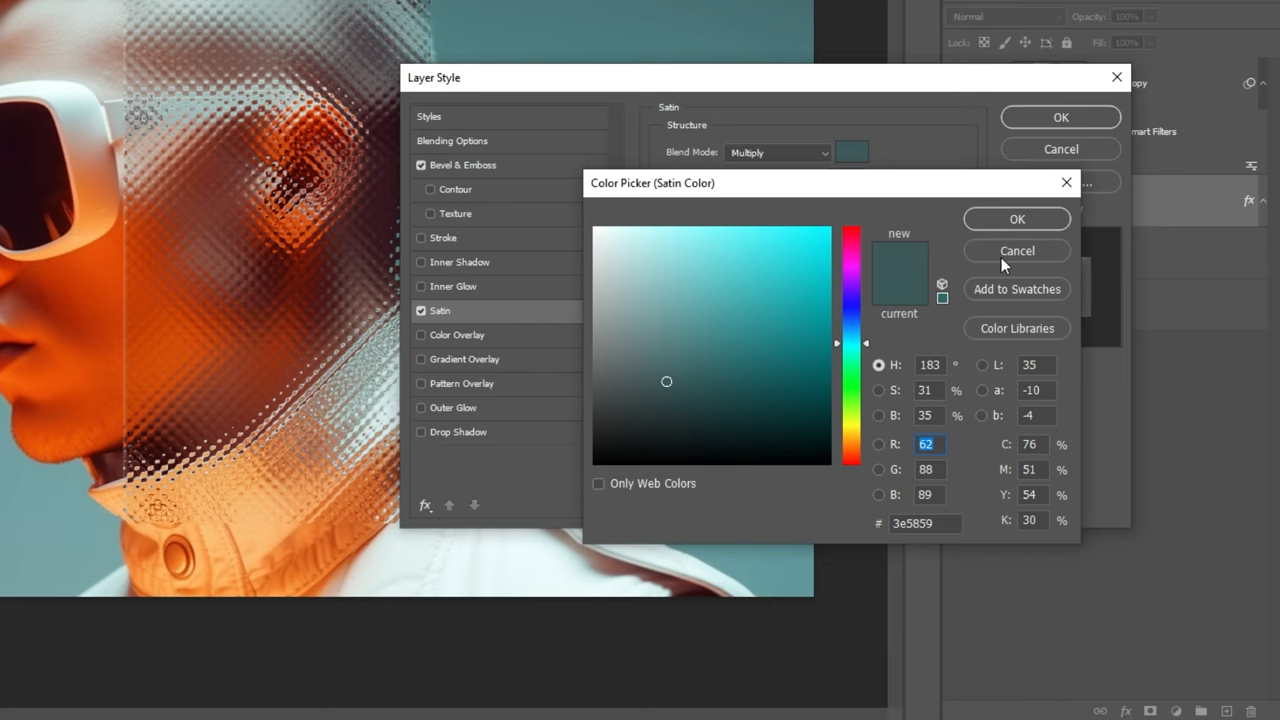 Normal Opacity: 100%
Lock: Fill: 100%
Layer Style
opy
Styles
Satin
OK
Structure
Blending Options
Blend Mode: Multiply
Cancel
Bevel & Emboss
mart Filters
Color Picker (Satin Color)
...
Contour
fx
Texture
OK
new
Stroke
Cancel
Inner Shadow
Add to Swatches
Inner Glow
current
Satin
Color Libraries
Color Overlay
Gradient Overlay
H: 183 ° L: 35
Pattern Overlay
S: 31 % a: -10
Outer Glow
B: 35 % b: -4
Drop Shadow
R: 62 C: 76 %
G: 88 M: 51 %
Only Web Colors
B: 89 Y: 54 %
fx
# 3e5859 K: 30 %
fx